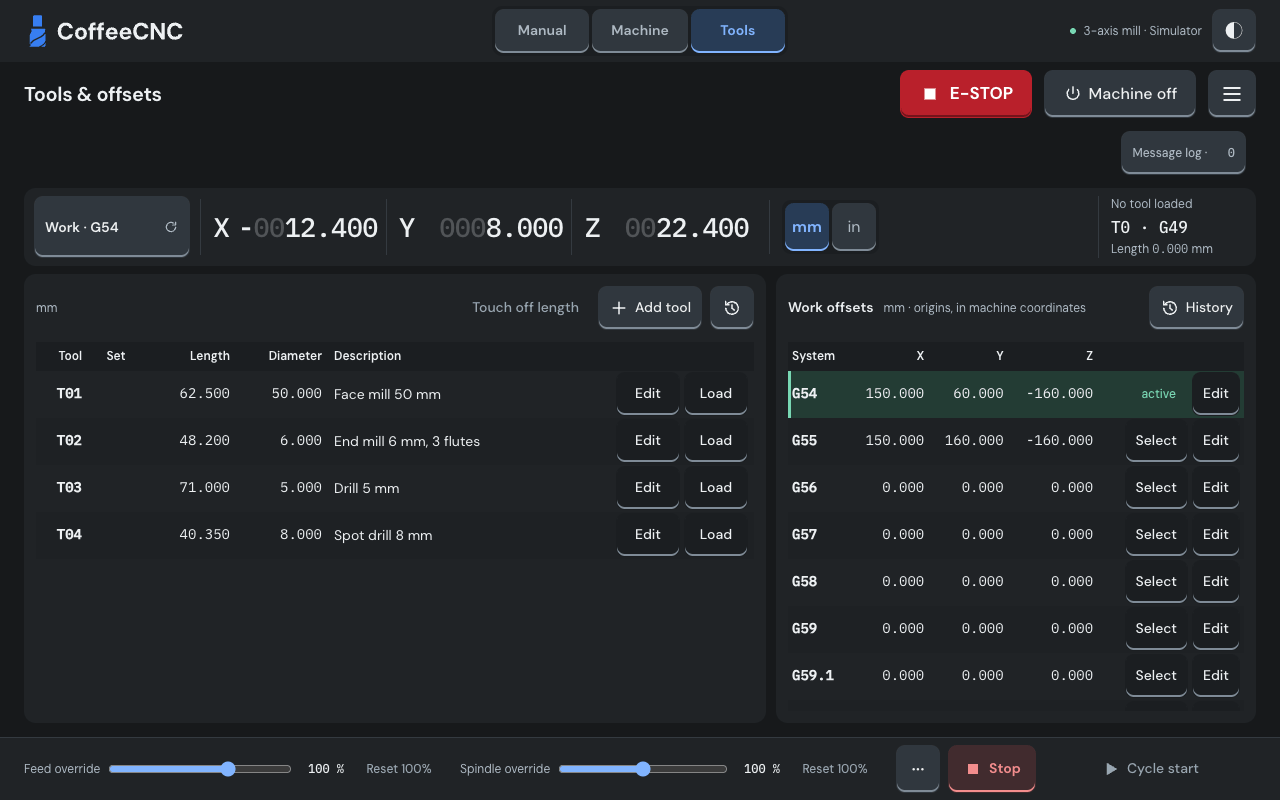 CoffeeCNC
Manual
Machine
Tools
3-axis mill · Simulator
Tools & offsets
E-STOP
Machine off
Message log · 0
Work · G54
X -0012.400
Y 0008.000
Z 0022.400
mm
in
No tool loaded
T0 · G49
Length 0.000 mm
mm
Touch off length
Add tool
Tool Set Length Diameter Description
T01 62.500 50.000 Face mill 50 mm Edit Load
T02 48.200 6.000 End mill 6 mm, 3 flutes Edit Load
T03 71.000 5.000 Drill 5 mm Edit Load
T04 40.350 8.000 Spot drill 8 mm Edit Load
Work offsets mm · origins, in machine coordinates
History
System X Y Z
G54 150.000 60.000 -160.000 active Edit
G55 150.000 160.000 -160.000 Select Edit
G56 0.000 0.000 0.000 Select Edit
G57 0.000 0.000 0.000 Select Edit
G58 0.000 0.000 0.000 Select Edit
G59 0.000 0.000 0.000 Select Edit
G59.1 0.000 0.000 0.000 Select Edit
Feed override 100 % Reset 100%
Spindle override 100 % Reset 100%
...
Stop
Cycle start